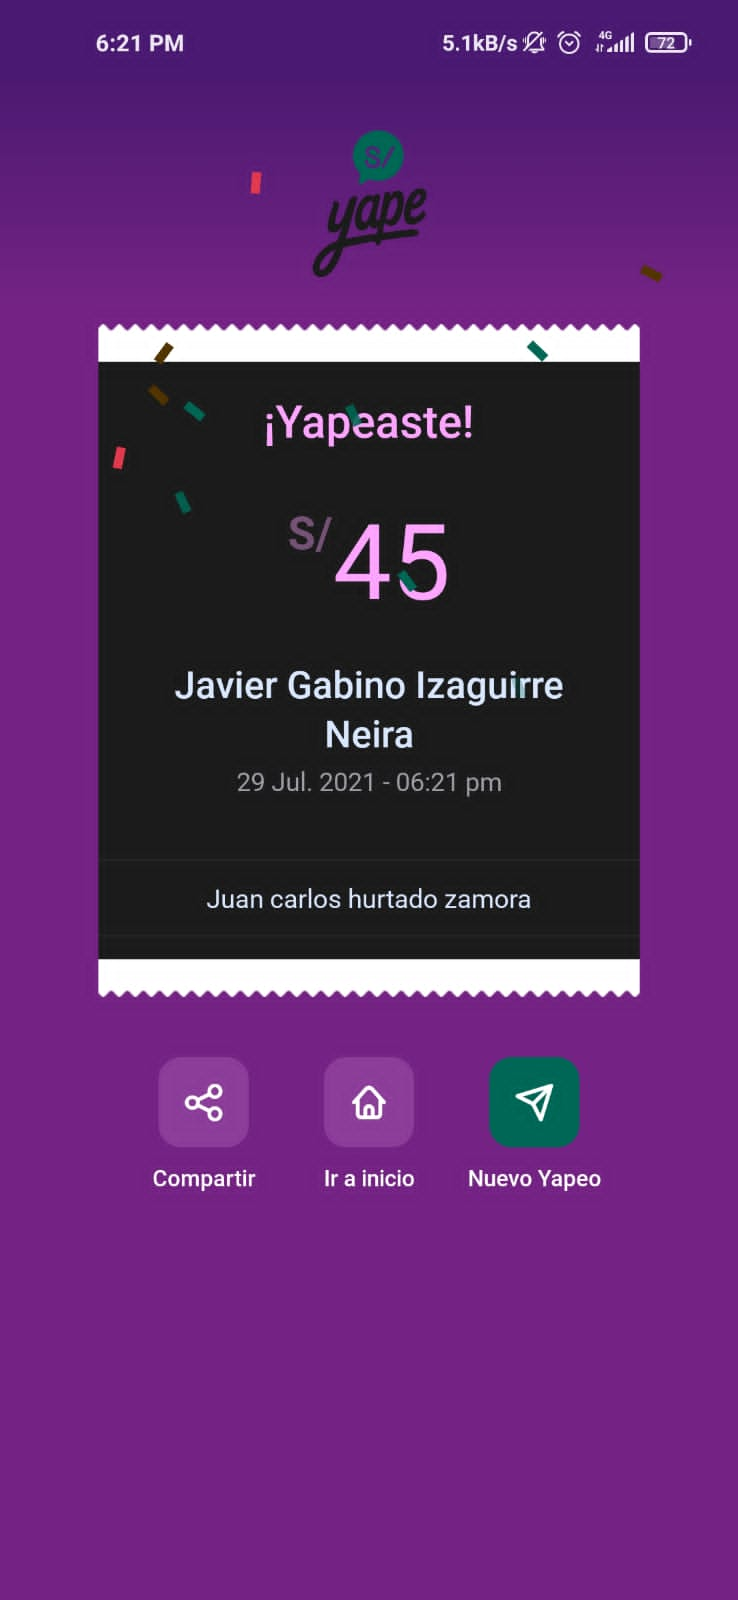 6:21 PM
5.1kB/s
4G
72
S/
yape
¡Yapeaste!
S/45
Javier Gabino Izaguirre
Neira
29 Jul. 2021 - 06:21 pm
Juan carlos hurtado zamora
Compartir
Ir a inicio
Nuevo Yapeo